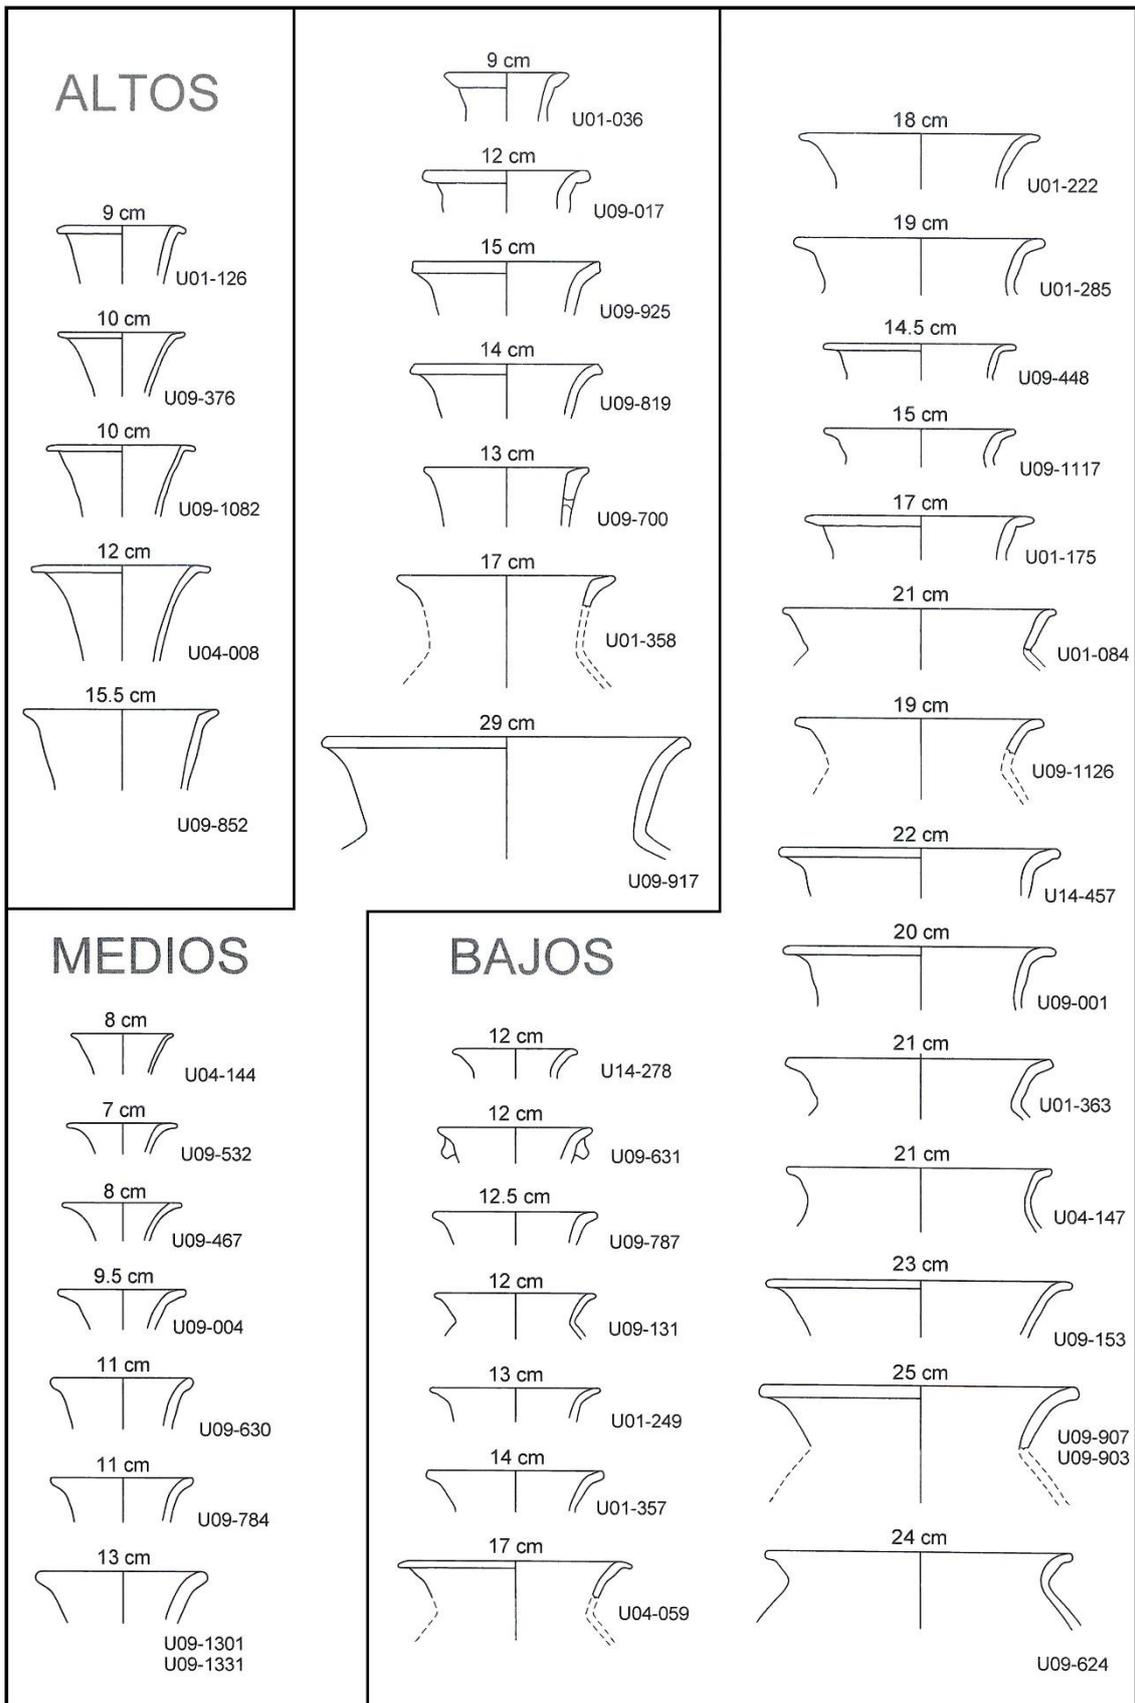 ALTOS
9 cm
U01-126
10 cm
U09-376
10 cm
U09-1082
12 cm
U04-008
15.5 cm
U09-852
MEDIOS
8 cm
U04-144
7 cm
U09-532
8 cm
U09-467
9.5 cm
U09-004
11 cm
U09-630
11 cm
U09-784
13 cm
U09-1301
U09-1331
9 cm
U01-036
12 cm
U09-017
15 cm
U09-925
14 cm
U09-819
13 cm
U09-700
17 cm
U01-358
29 cm
U09-917
BAJOS
12 cm
U14-278
12 cm
U09-631
12.5 cm
U09-787
12 cm
U09-131
13 cm
U01-249
14 cm
U01-357
17 cm
U04-059
18 cm
U01-222
19 cm
U01-285
14.5 cm
U09-448
15 cm
U09-1117
17 cm
U01-175
21 cm
U01-084
19 cm
U09-1126
22 cm
U14-457
20 cm
U09-001
21 cm
U01-363
21 cm
U04-147
23 cm
U09-153
25 cm
U09-907
U09-903
24 cm
U09-624